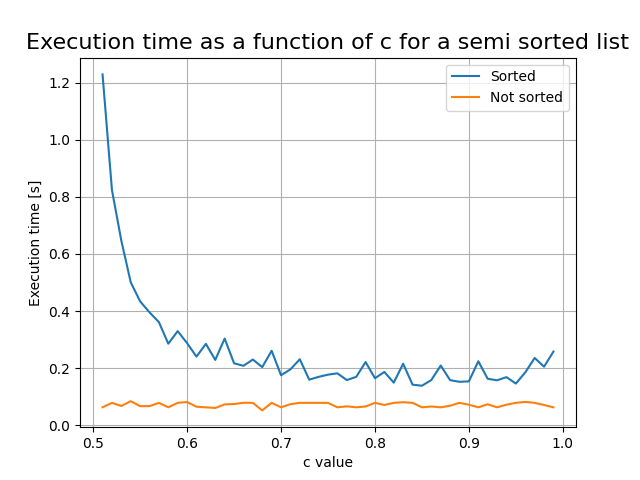 Execution time as a function of c for a semi sorted list
Sorted
Not sorted
1.2
1.0
0.8
0.6
0.4
0.2
0.0
Execution time [s]
0.5 0.6 0.7 0.8 0.9 1.0
c value